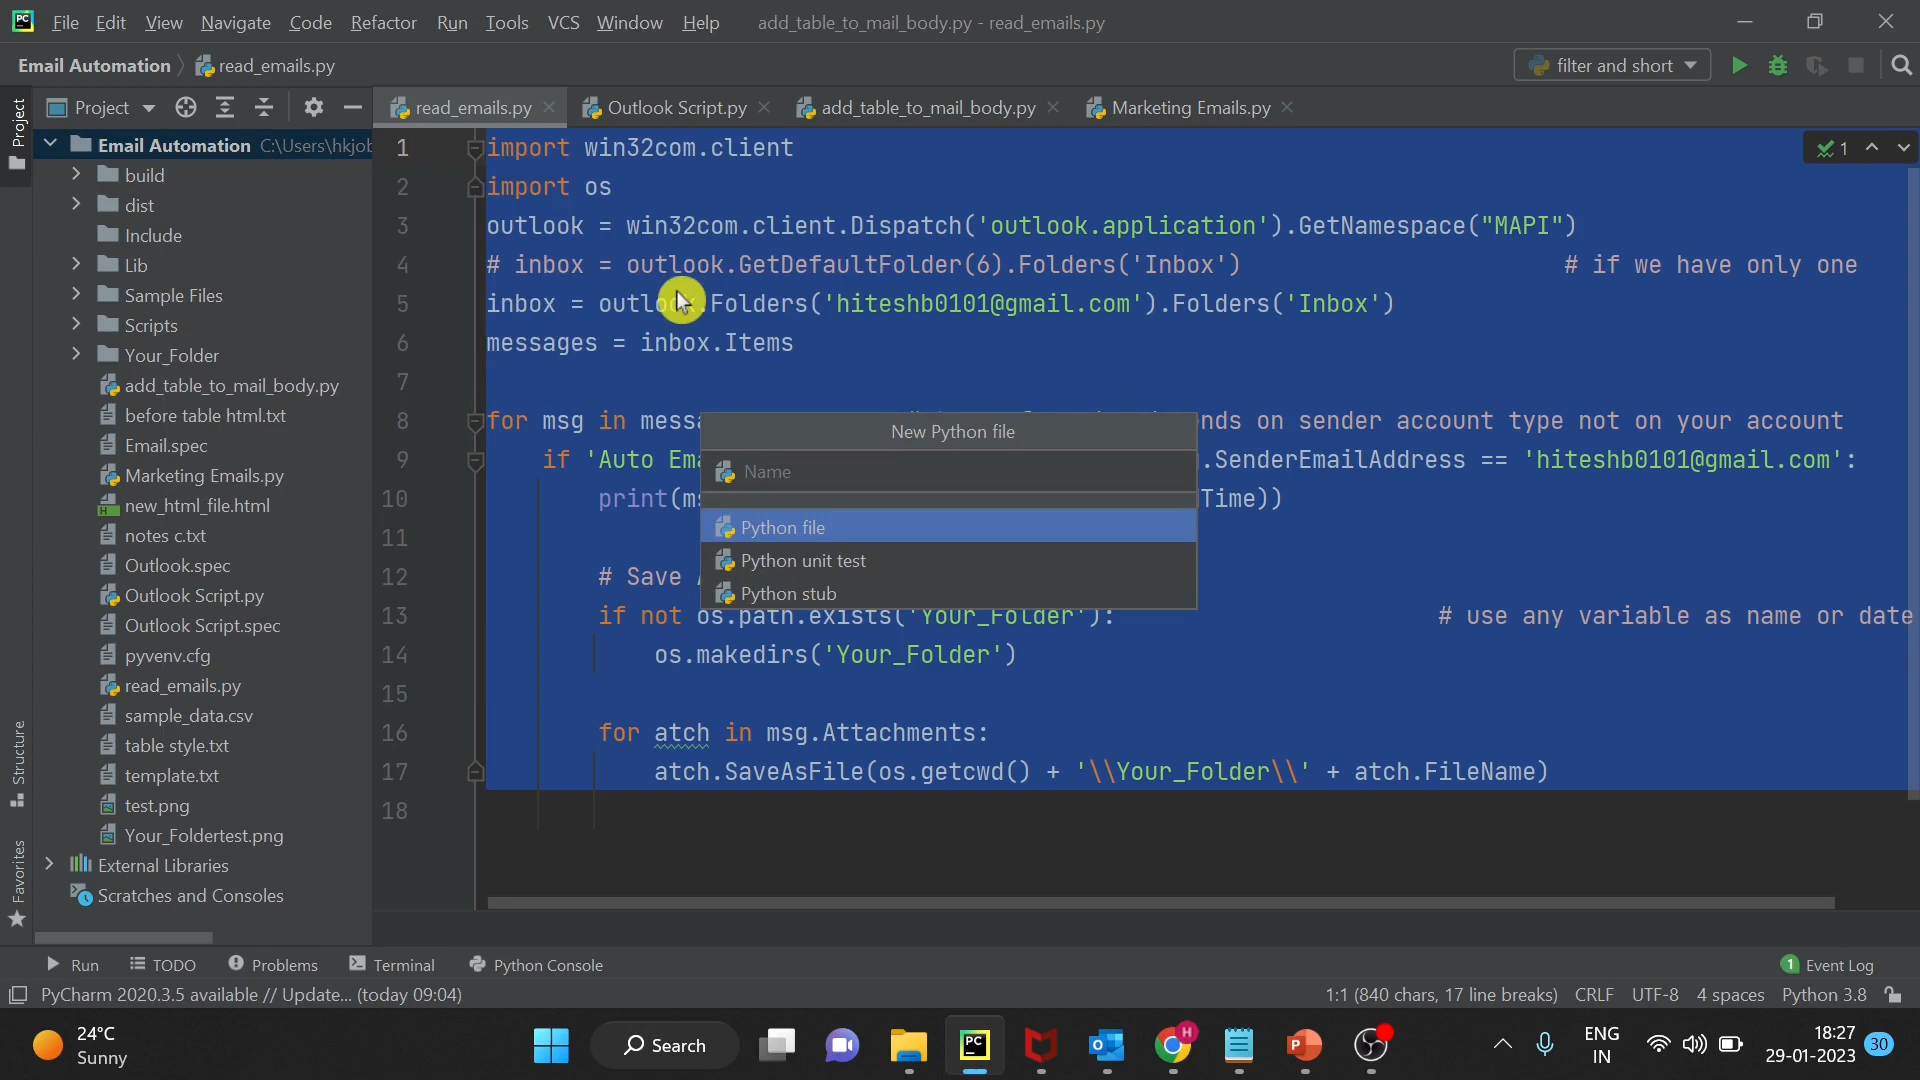 PC File Edit View Navigate Code Refactor Run Tools VCS Window Help add_table_to_mail_body.py - read_emails.py
Email Automation read_emails.py filter and short
Project read_emails.py Outlook Script.py add_table_to_mail_body.py Marketing Emails.py
Project
Structure
Favorites
Email Automation C:\Users\hkjob
build
dist
Include
Lib
Sample Files
Scripts
Your_Folder
add_table_to_mail_body.py
before table html.txt
Email.spec
Marketing Emails.py
new_html_file.html
notes c.txt
Outlook.spec
Outlook Script.py
Outlook Script.spec
pyvenv.cfg
read_emails.py
sample_data.csv
table style.txt
template.txt
test.png
Your_Foldertest.png
External Libraries
Scratches and Consoles
1 import win32com.client
2 import os
3 outlook = win32com.client.Dispatch('outlook.application').GetNamespace("MAPI")
4 # inbox = outlook.GetDefaultFolder(6).Folders('Inbox') # if we have only one
5 inbox = outlook.Folders('hiteshb0101@gmail.com').Folders('Inbox')
6 messages = inbox.Items
7
8 for msg in messa nds on sender account type not on your account
9 if 'Auto Ema .SenderEmailAddress == 'hiteshb0101@gmail.com':
10 print(ms Time))
11
12 # Save
13 if not os.path.exists('Your_Folder'): # use any variable as name or date
14 os.makedirs('Your_Folder')
15
16 for atch in msg.Attachments:
17 atch.SaveAsFile(os.getcwd() + '\\Your_Folder\\' + atch.FileName)
18
1
New Python file
Name
Python file
Python unit test
Python stub
Run TODO Problems Terminal Python Console 1 Event Log
PyCharm 2020.3.5 available // Update... (today 09:04) 1:1 (840 chars, 17 line breaks) CRLF UTF-8 4 spaces Python 3.8
24°C
Sunny
Search
PC
H
P
ENG
IN
18:27
29-01-2023
30